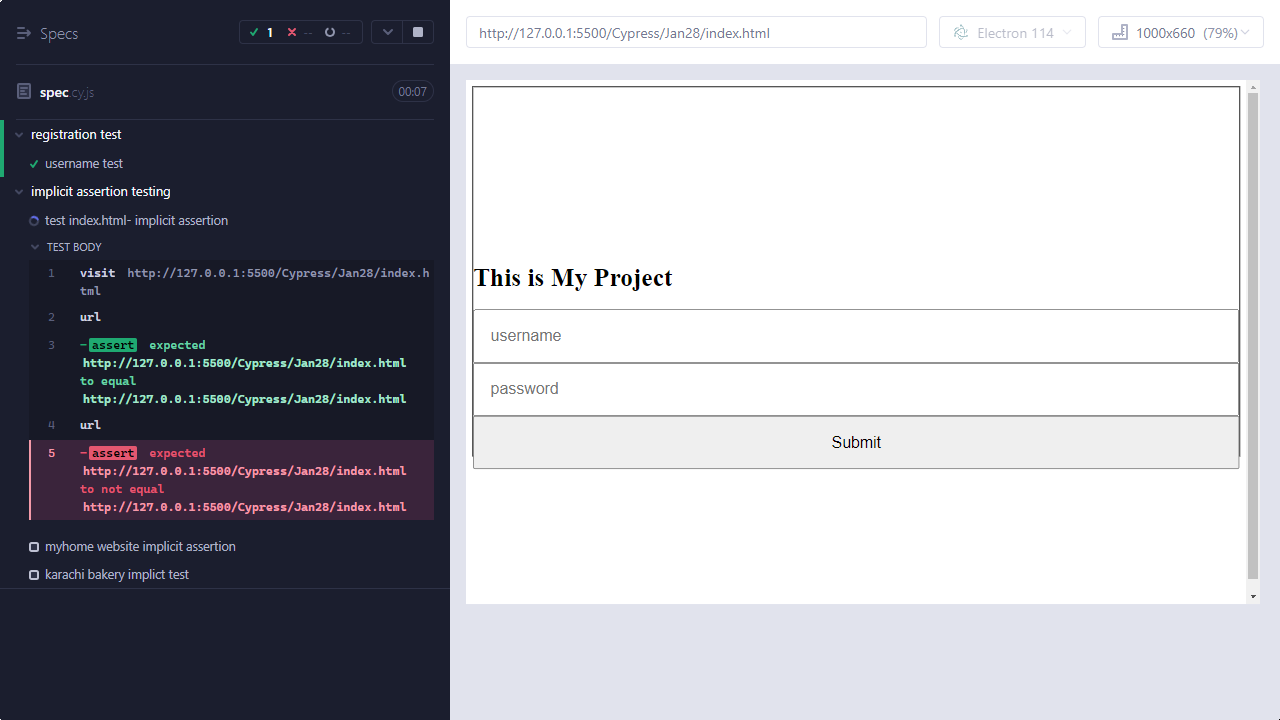 Specs
1
--
--
spec.cy.js
00:07
registration test
username test
implicit assertion testing
test index.html- implicit assertion
TEST BODY
1 visit http://127.0.0.1:5500/Cypress/Jan28/index.h
tml
2 url
3 -assert expected
http://127.0.0.1:5500/Cypress/Jan28/index.html
to equal
http://127.0.0.1:5500/Cypress/Jan28/index.html
4 url
5 -assert expected
http://127.0.0.1:5500/Cypress/Jan28/index.html
to not equal
http://127.0.0.1:5500/Cypress/Jan28/index.html
myhome website implicit assertion
karachi bakery implict test
http://127.0.0.1:5500/Cypress/Jan28/index.html
Electron 114
1000x660 (79%)
This is My Project
username
password
Submit